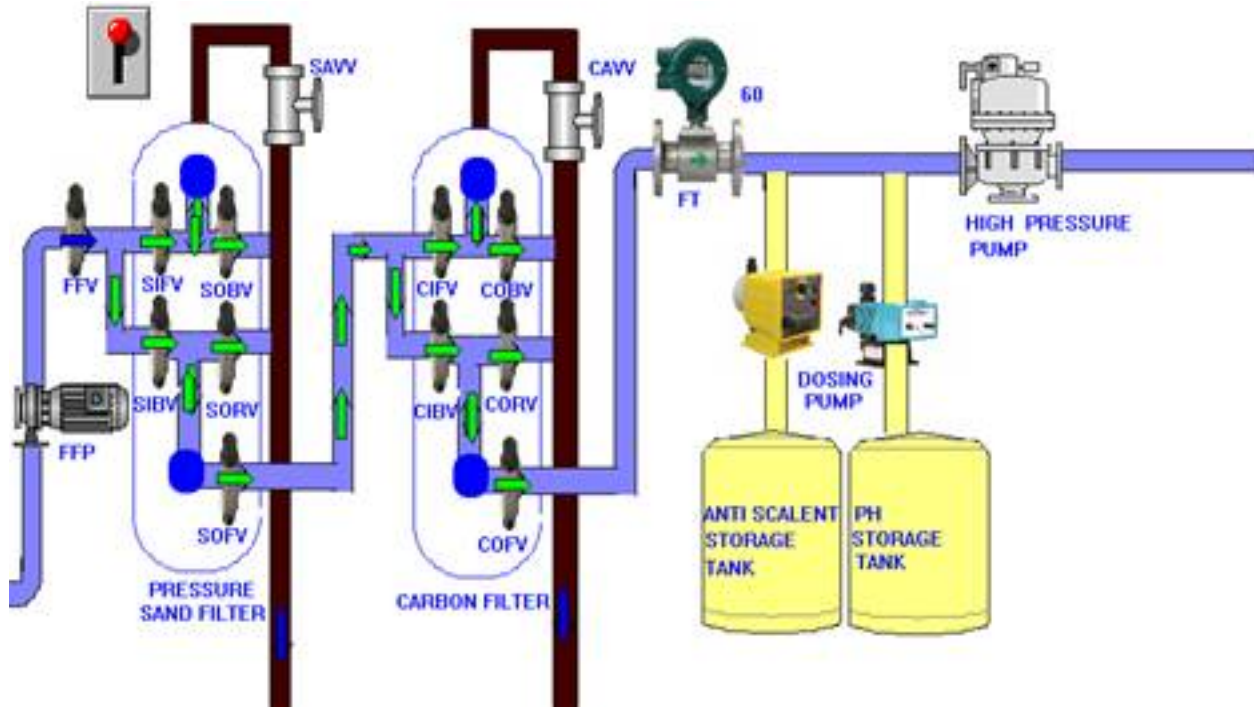 SAVV
CAVV
60
FT
HIGH PRESSURE
PUMP
FFV
SIFV
SOBV
CIFV
COBV
SIBV
SORV
CIBV
CORV
DOSING
PUMP
FFP
SOFV
COFV
ANTI SCALENT
STORAGE
TANK
PH
STORAGE
TANK
PRESSURE
SAND FILTER
CARBON FILTER